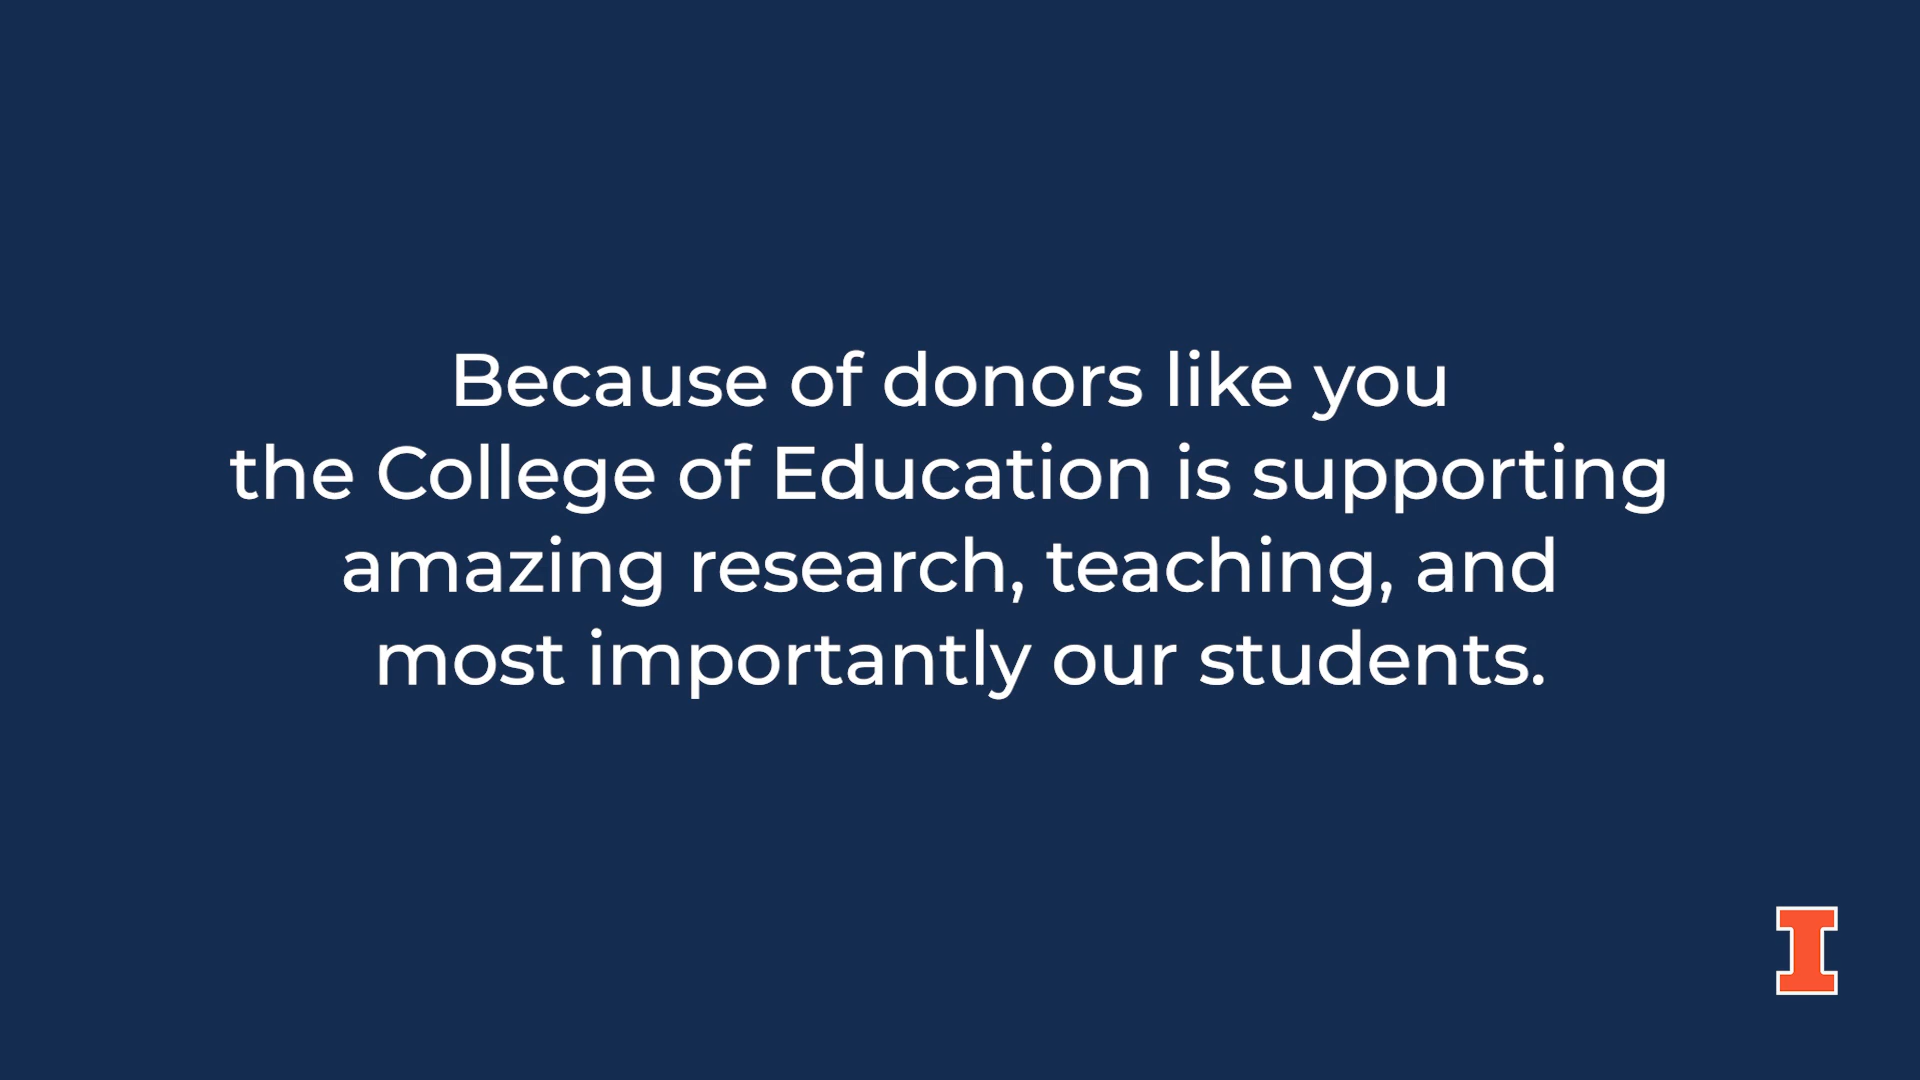 Because of donors like you
the College of Education is supporting
amazing research, teaching, and
most importantly our students.
I